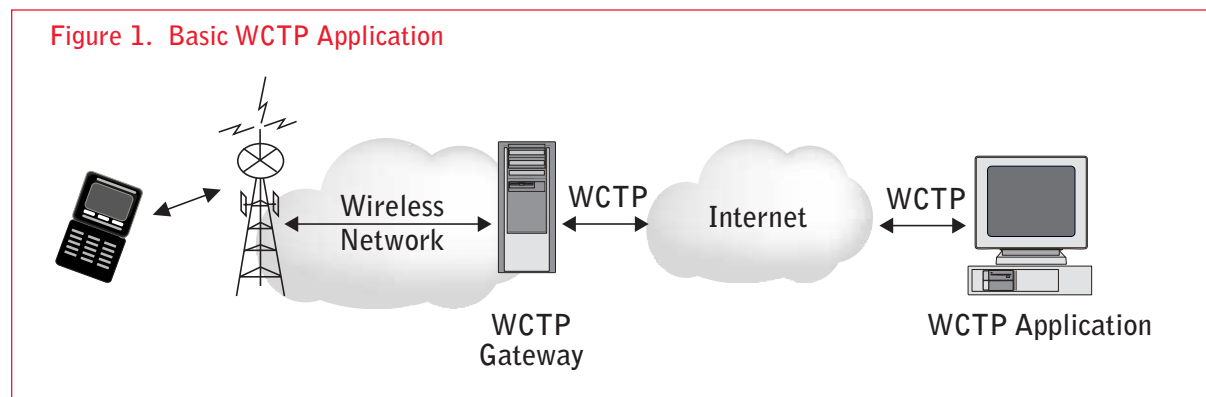 Figure 1. Basic WCTP Application
Wireless
Network
WCTP
Internet
WCTP
WCTP
Gateway
WCTP Application